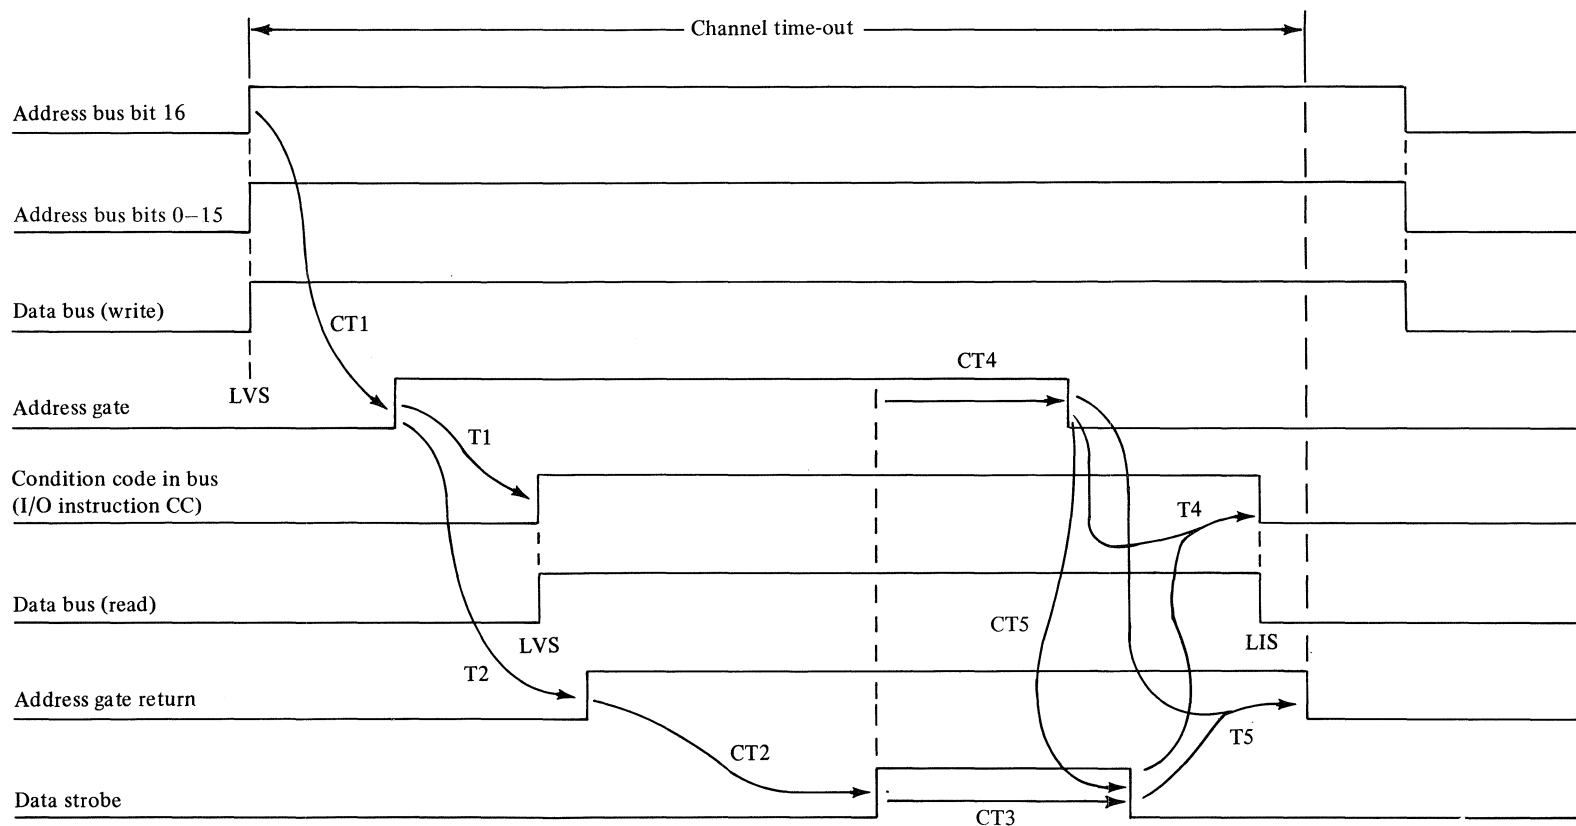 Channel time-out
Address bus bit 16
Address bus bits 0–15
Data bus (write)
CT1
CT4
LVS
Address gate
T1
Condition code in bus
(I/O instruction CC)
T4
Data bus (read)
CT5
LVS
LIS
T2
Address gate return
T5
CT2
Data strobe
CT3